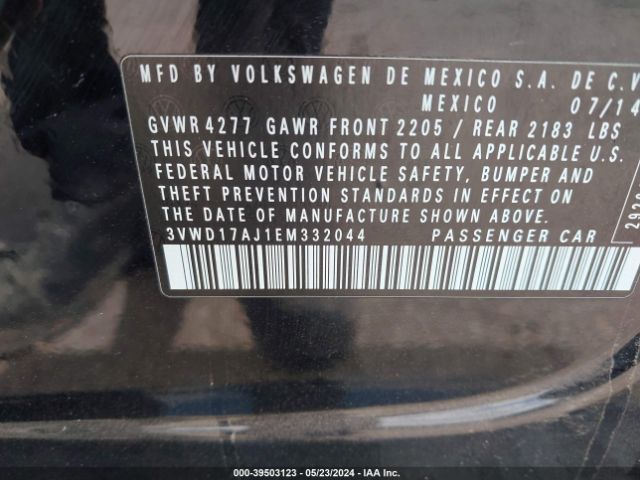 MFD BY VOLKSWAGEN DE MEXICO S.A. DE C.V
MEXICO 07/14
GVWR 4277 GAWR FRONT 2205 / REAR 2183 LBS
THIS VEHICLE CONFORMS TO ALL APPLICABLE U.S.
FEDERAL MOTOR VEHICLE SAFETY, BUMPER AND
THEFT PREVENTION STANDARDS IN EFFECT ON
THE DATE OF MANUFACTURE SHOWN ABOVE.
3VWD17AJ1EM332044 PASSENGER CAR
2929
000-39503123 - 05/23/2024 - IAA Inc.